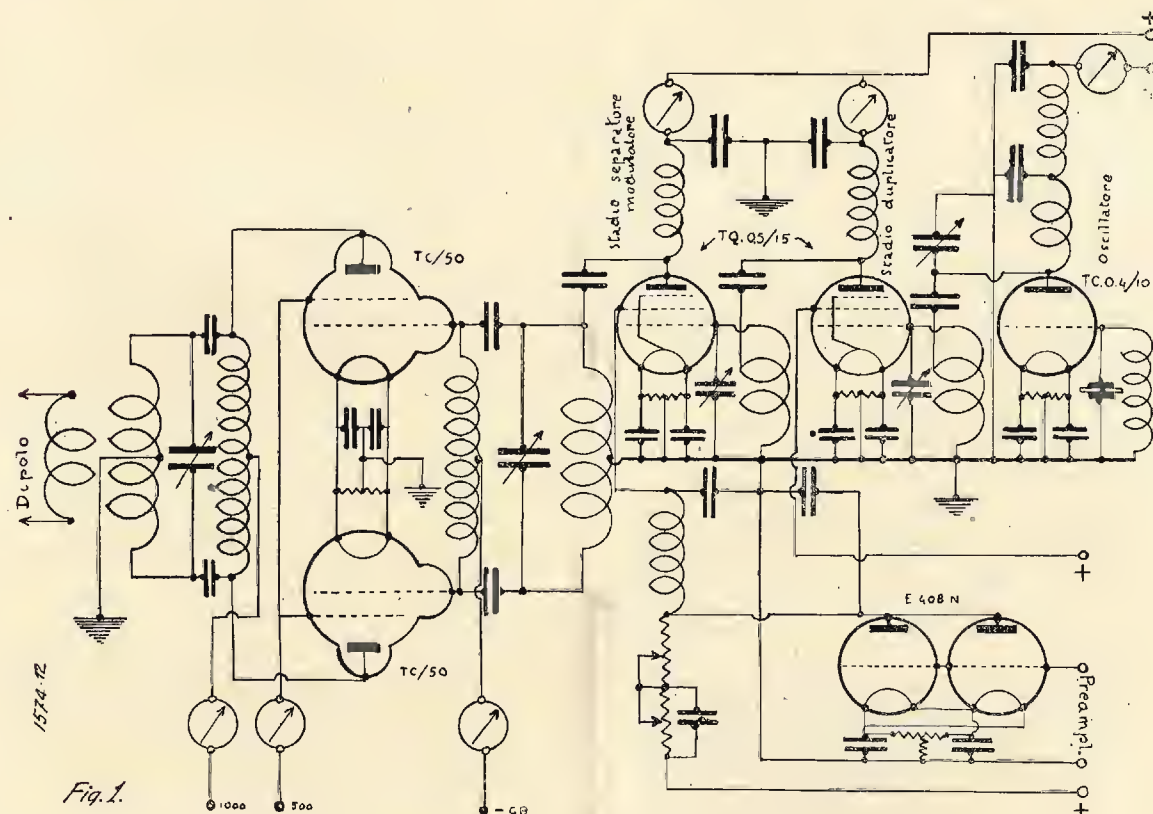 Dipolo
TC/50
TC/50
stadio separatore
modulatore
TQ.05/15
stadio duplicatore
oscillatore
TC.0.4/10
+
-
+
E 408 N
Preampl.
+
1000
500
- GB
1574-12
Fig. 1.